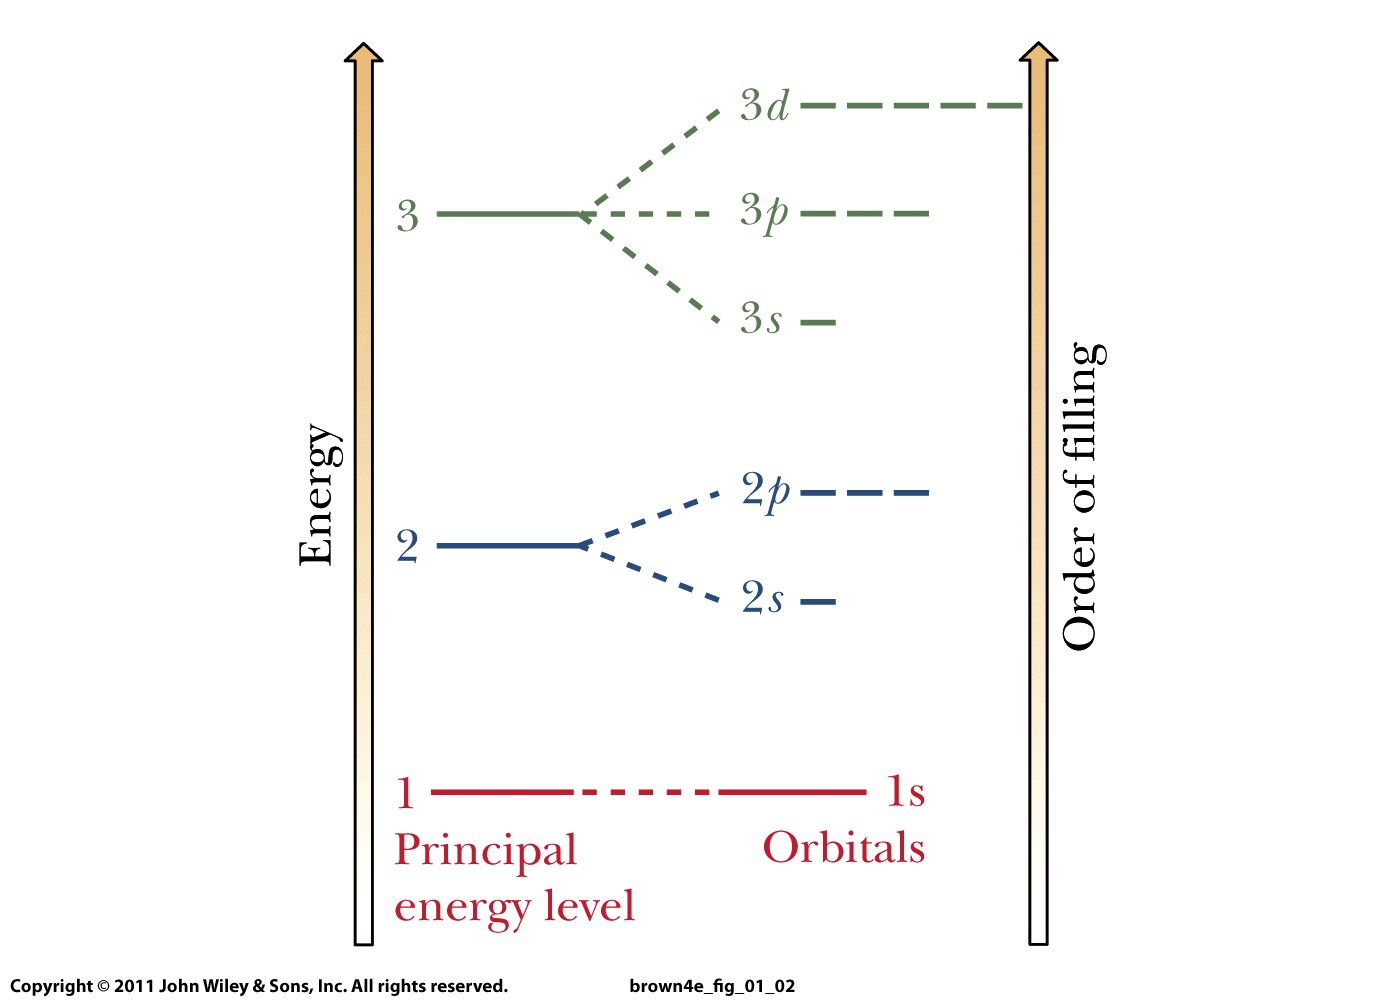 3d
3
3p
3s
Energy
Order of filling
2p
2
2s
1
1s
Principal
energy level
Orbitals
Copyright © 2011 John Wiley & Sons, Inc. All rights reserved.
brown4e_fig_01_02